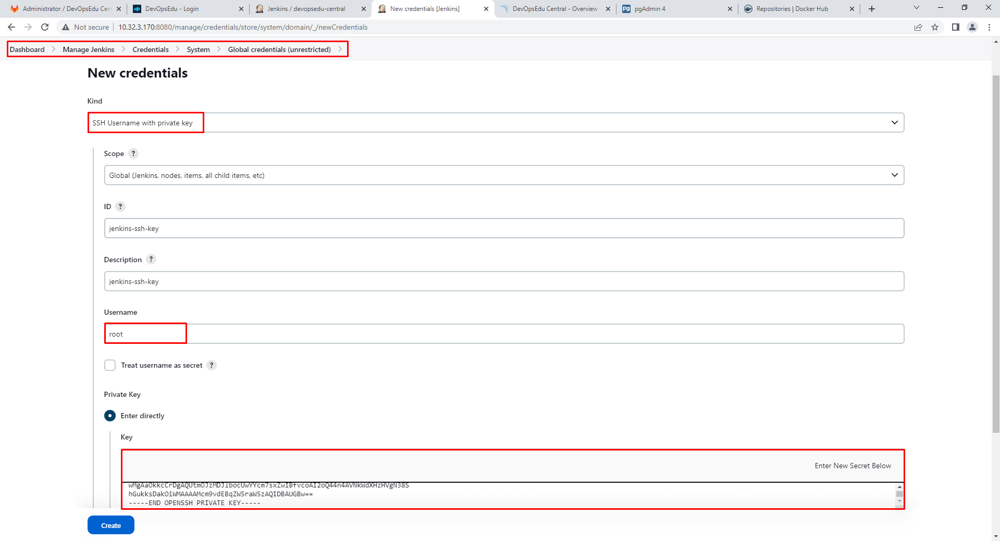 Administrator / DevOpsEdu Cen
DevOpsEdu - Login
Jenkins / devopsedu-central
New credentials [Jenkins]
DevOpsEdu Central - Overview -
pgAdmin 4
Repositories | Docker Hub
Not secure
10.32.3.170:8080/manage/credentials/store/system/domain/_/newCredentials
Dashboard > Manage Jenkins > Credentials > System > Global credentials (unrestricted) >
New credentials
Kind
SSH Username with private key
Scope ?
Global (Jenkins, nodes, items, all child items, etc)
ID ?
jenkins-ssh-key
Description ?
jenkins-ssh-key
Username
root
Treat username as secret ?
Private Key
Enter directly
Key
Enter New Secret Below
-----END OPENSSH PRIVATE KEY-----
Create